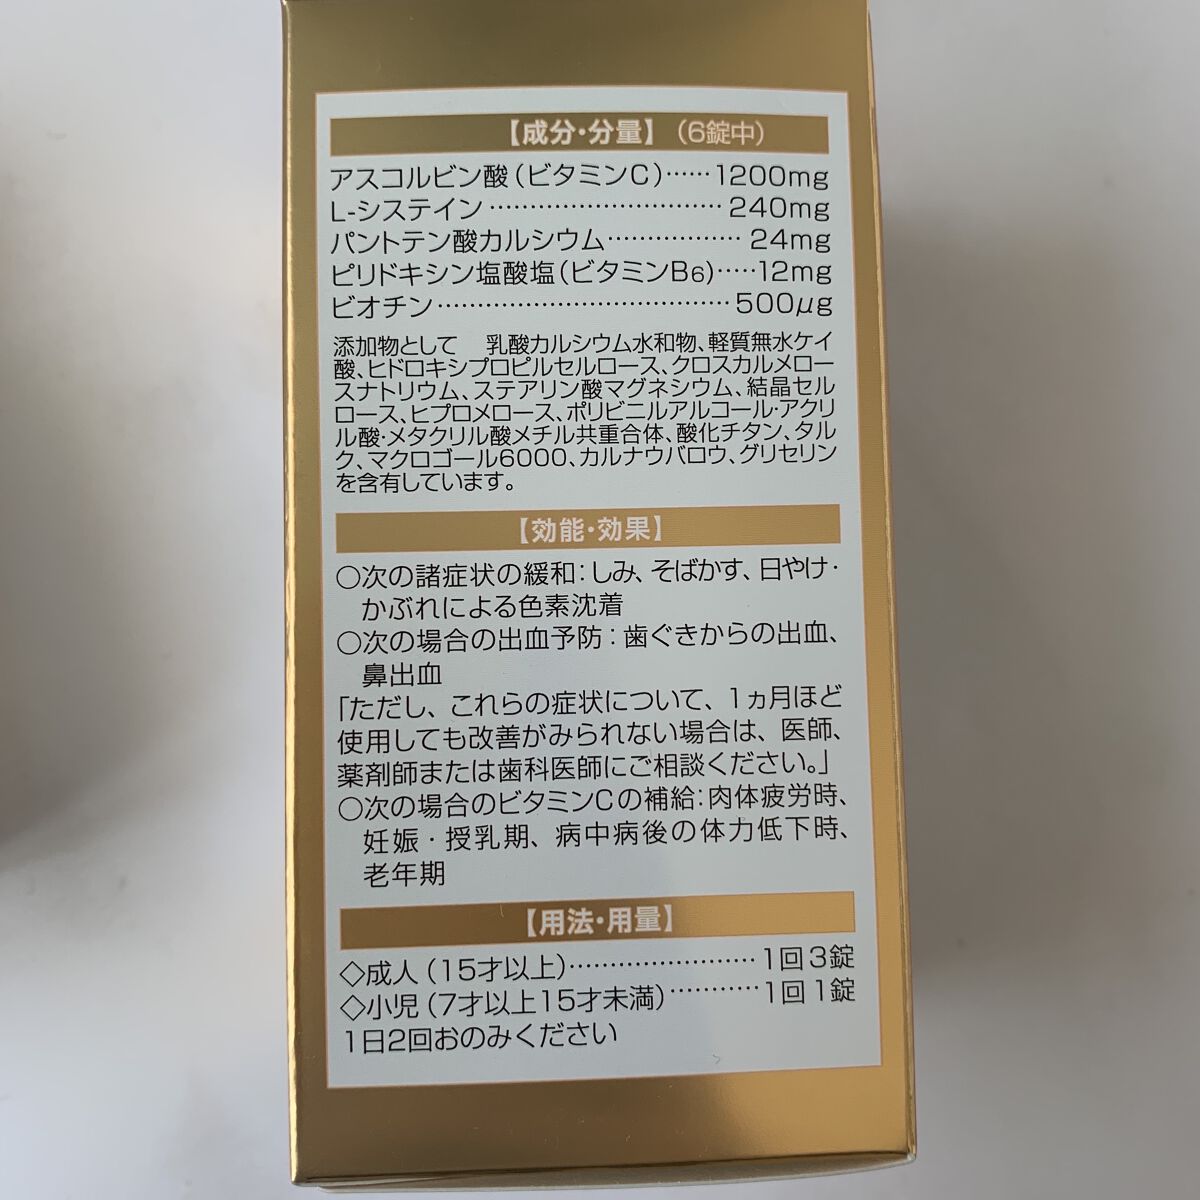 【成分・分量】（6錠中）
アスコルビン酸（ビタミンC）……1200mg
L-システイン…………………………240mg
パントテン酸カルシウム………………24mg
ピリドキシン塩酸塩（ビタミンB6）……12mg
ビオチン………………………………500μg
添加物として　乳酸カルシウム水和物、軽質無水ケイ
酸、ヒドロキシプロピルセルロース、クロスカルメロー
スナトリウム、ステアリン酸マグネシウム、結晶セル
ロース、ヒプロメロース、ポリビニルアルコール・アクリ
ル酸・メタクリル酸メチル共重合体、酸化チタン、タル
ク、マクロゴール6000、カルナウバロウ、グリセリン
を含有しています。
【効能・効果】
○次の諸症状の緩和：しみ、そばかす、日やけ・
かぶれによる色素沈着
○次の場合の出血予防：歯ぐきからの出血、
鼻出血
「ただし、これらの症状について、1ヵ月ほど
使用しても改善がみられない場合は、医師、
薬剤師または歯科医師にご相談ください。」
○次の場合のビタミンCの補給：肉体疲労時、
妊娠・授乳期、病中病後の体力低下時、
老年期
【用法・用量】
◇成人（15才以上）…………………1回3錠
◇小児（7才以上15才未満）…………1回1錠
1日2回おのみください